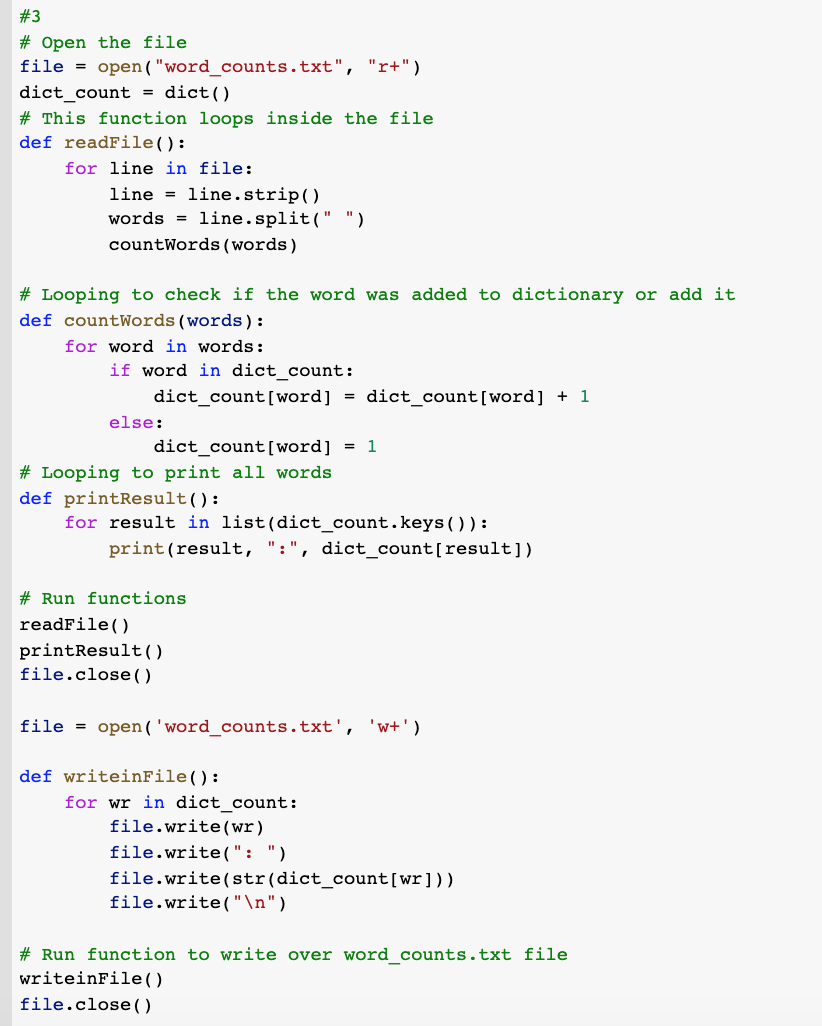 #3
# Open the file
file = open("word_counts.txt", "r+")
dict_count = dict()
# This function loops inside the file
def readFile():
    for line in file:
        line = line.strip()
        words = line.split(" ")
        countWords(words)

# Looping to check if the word was added to dictionary or add it
def countWords(words):
    for word in words:
        if word in dict_count:
            dict_count[word] = dict_count[word] + 1
        else:
            dict_count[word] = 1
# Looping to print all words
def printResult():
    for result in list(dict_count.keys()):
        print(result, ":", dict_count[result])

# Run functions
readFile()
printResult()
file.close()

file = open('word_counts.txt', 'w+')

def writeinFile():
    for wr in dict_count:
        file.write(wr)
        file.write(": ")
        file.write(str(dict_count[wr]))
        file.write("\n")

# Run function to write over word_counts.txt file
writeinFile()
file.close()